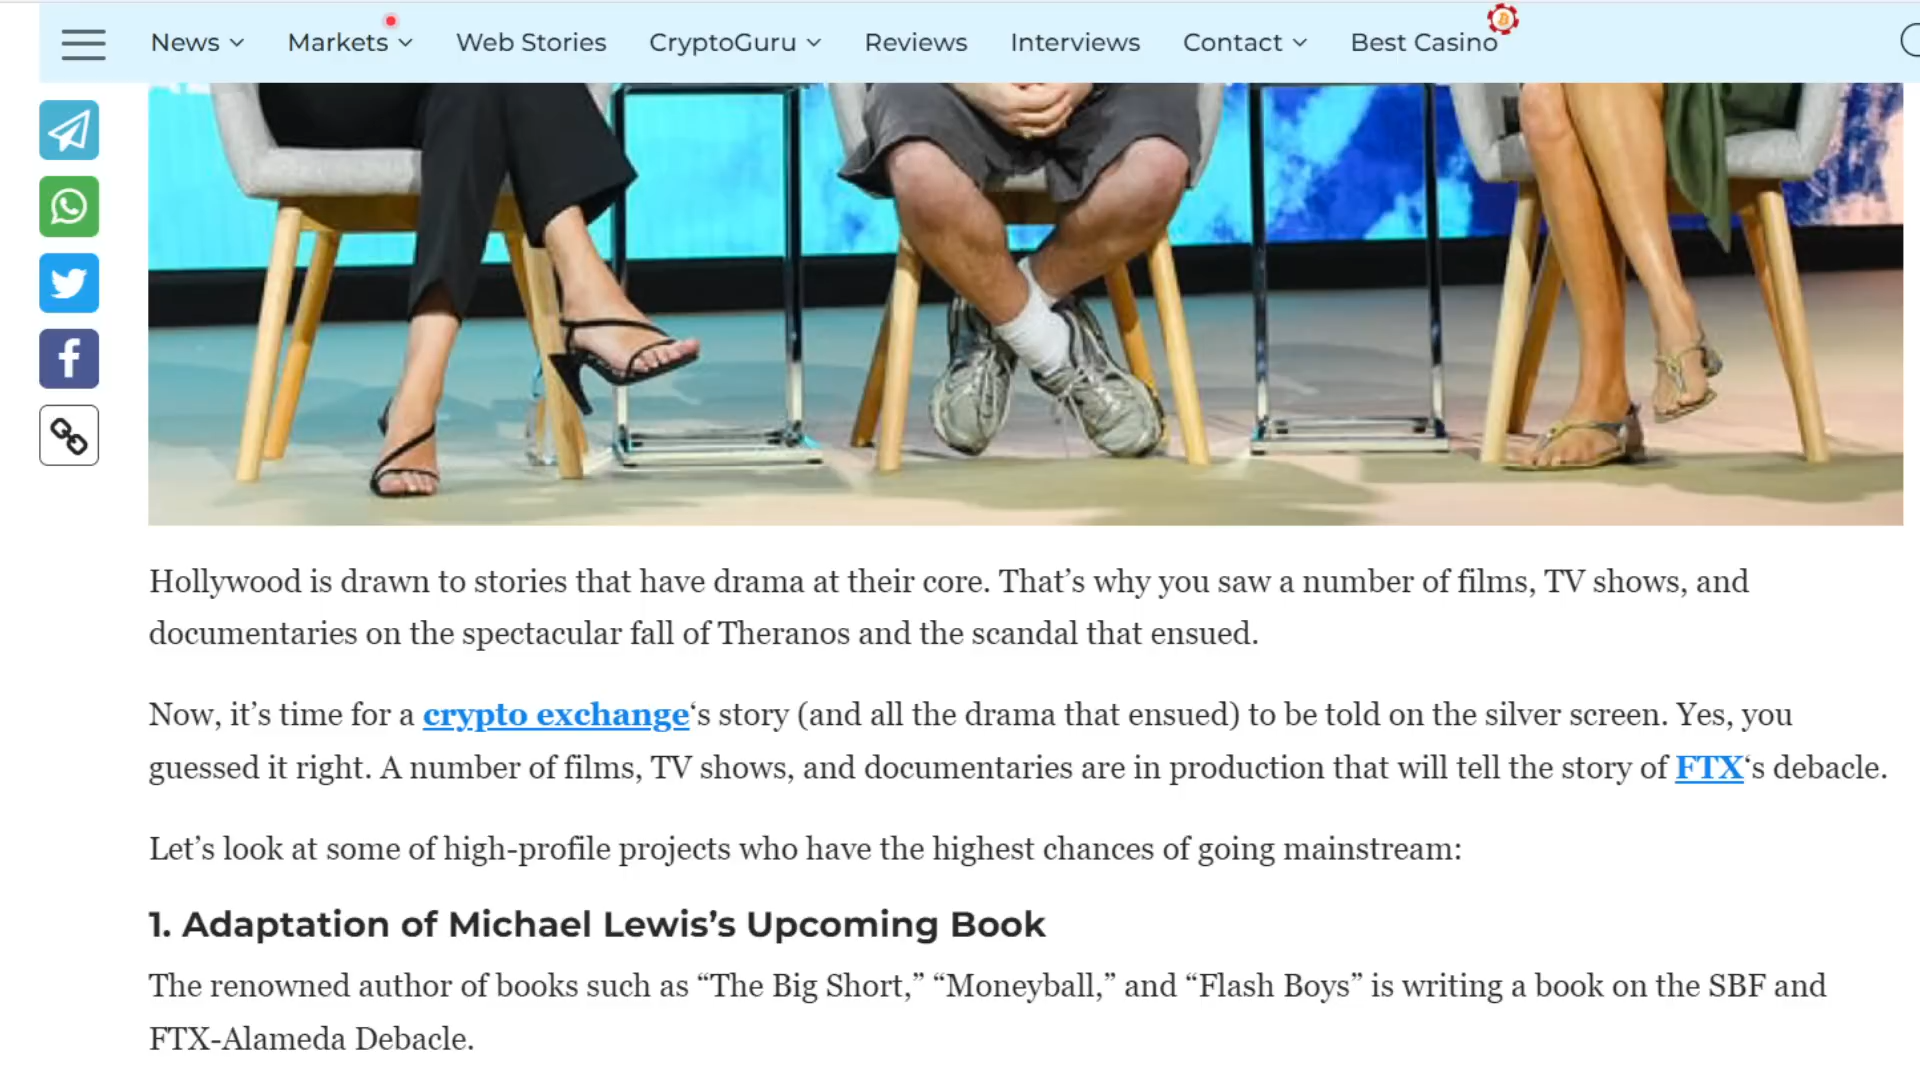 News Markets Web Stories CryptoGuru Reviews Interviews Contact Best Casino
Hollywood is drawn to stories that have drama at their core. That’s why you saw a number of films, TV shows, and
documentaries on the spectacular fall of Theranos and the scandal that ensued.
Now, it’s time for a crypto exchange‘s story (and all the drama that ensued) to be told on the silver screen. Yes, you
guessed it right. A number of films, TV shows, and documentaries are in production that will tell the story of FTX‘s debacle.
Let’s look at some of high-profile projects who have the highest chances of going mainstream:
1. Adaptation of Michael Lewis’s Upcoming Book
The renowned author of books such as “The Big Short,” “Moneyball,” and “Flash Boys” is writing a book on the SBF and
FTX-Alameda Debacle.